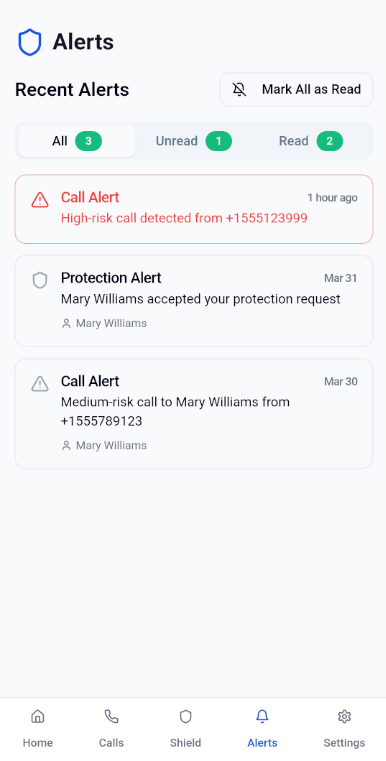 Alerts
Recent Alerts
Mark All as Read
All 3
Unread 1
Read 2
Call Alert
1 hour ago
High-risk call detected from +1555123999
Protection Alert
Mar 31
Mary Williams accepted your protection request
Mary Williams
Call Alert
Mar 30
Medium-risk call to Mary Williams from
+1555789123
Mary Williams
Home
Calls
Shield
Alerts
Settings